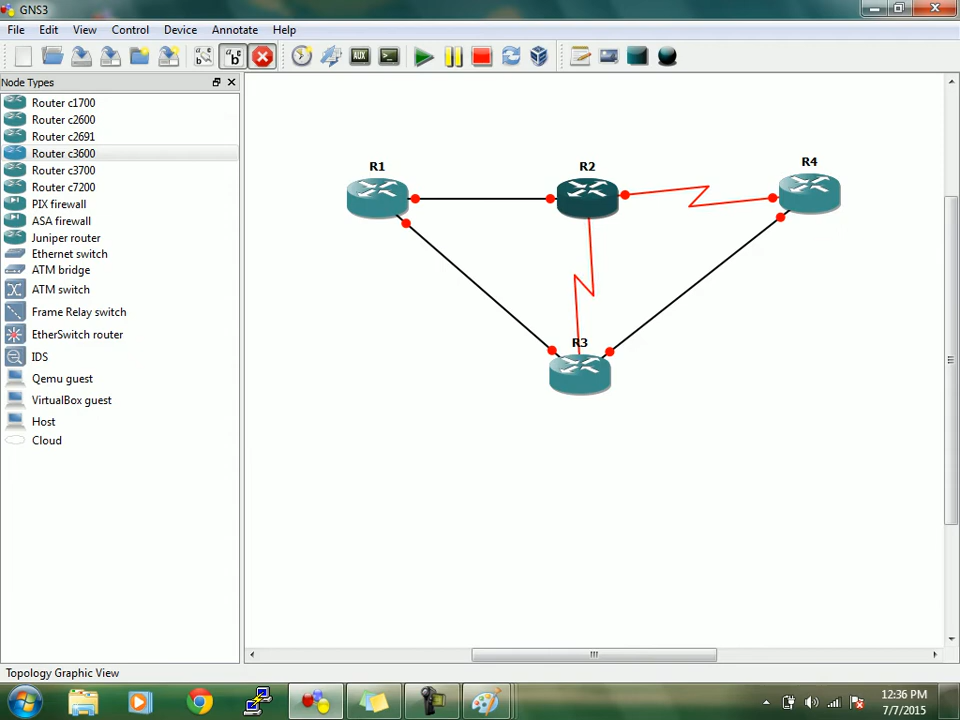 GNS3
File Edit View Control Device Annotate Help
AUX
Node Types
Router c1700
Router c2600
Router c2691
Router c3600
Router c3700
Router c7200
PIX firewall
ASA firewall
Juniper router
Ethernet switch
ATM bridge
ATM switch
Frame Relay switch
EtherSwitch router
IDS
Qemu guest
VirtualBox guest
Host
Cloud
R1
R2
R4
R3
Topology Graphic View
12:36 PM
7/7/2015